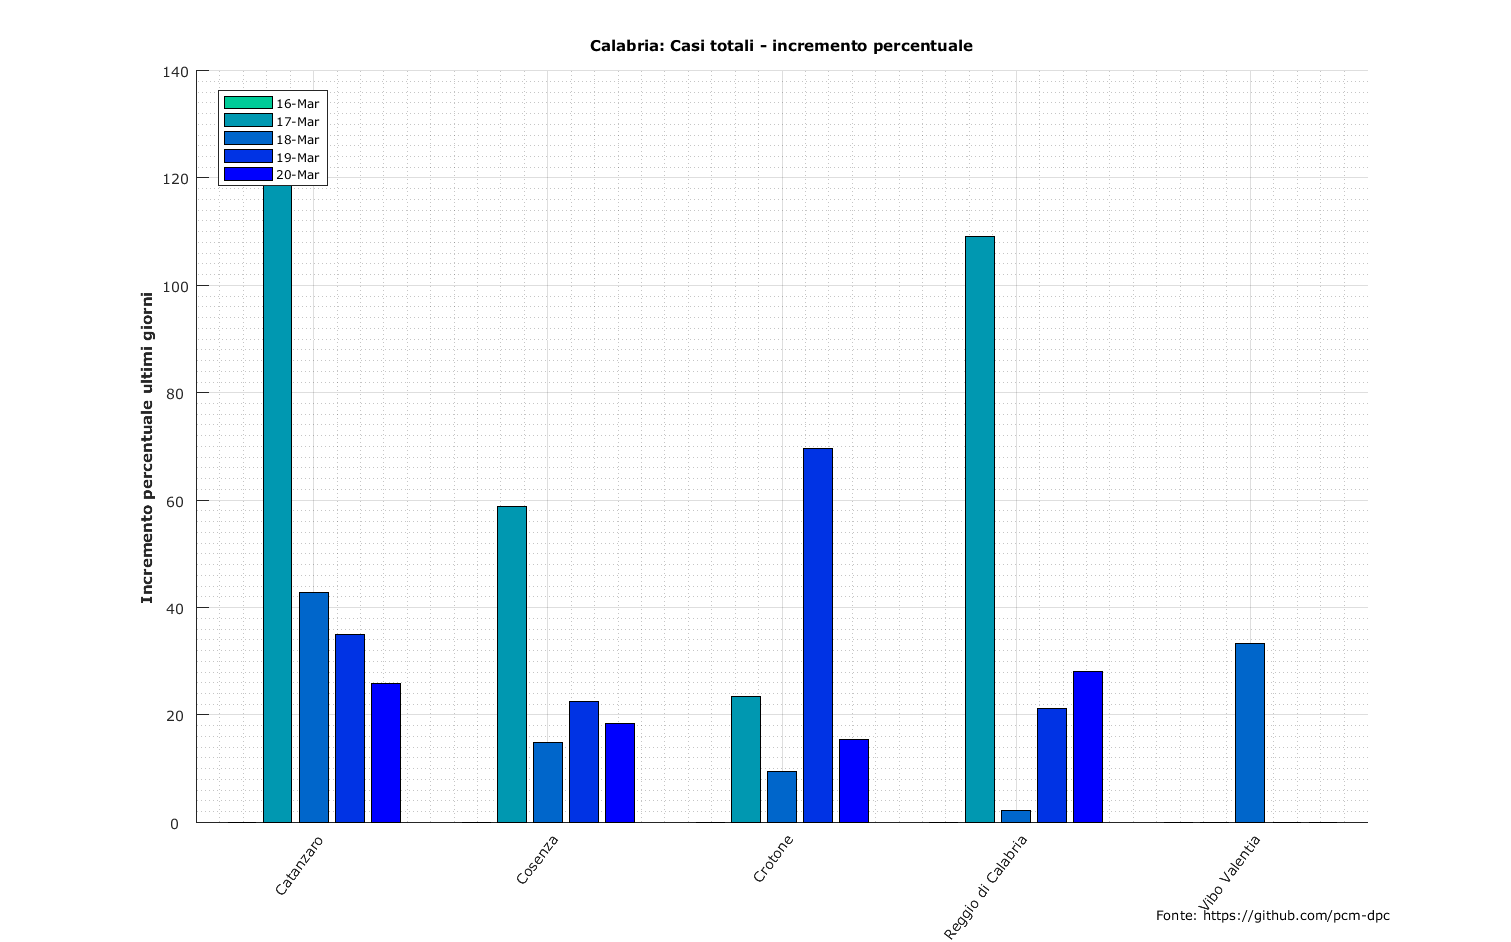 Calabria: Casi totali - incremento percentuale
140
120
100
80
60
40
20
0
Incremento percentuale ultimi giorni
16-Mar
17-Mar
18-Mar
19-Mar
20-Mar
Catanzaro
Cosenza
Crotone
Reggio di Calabria
Vibo Valentia
Fonte: https://github.com/pcm-dpc